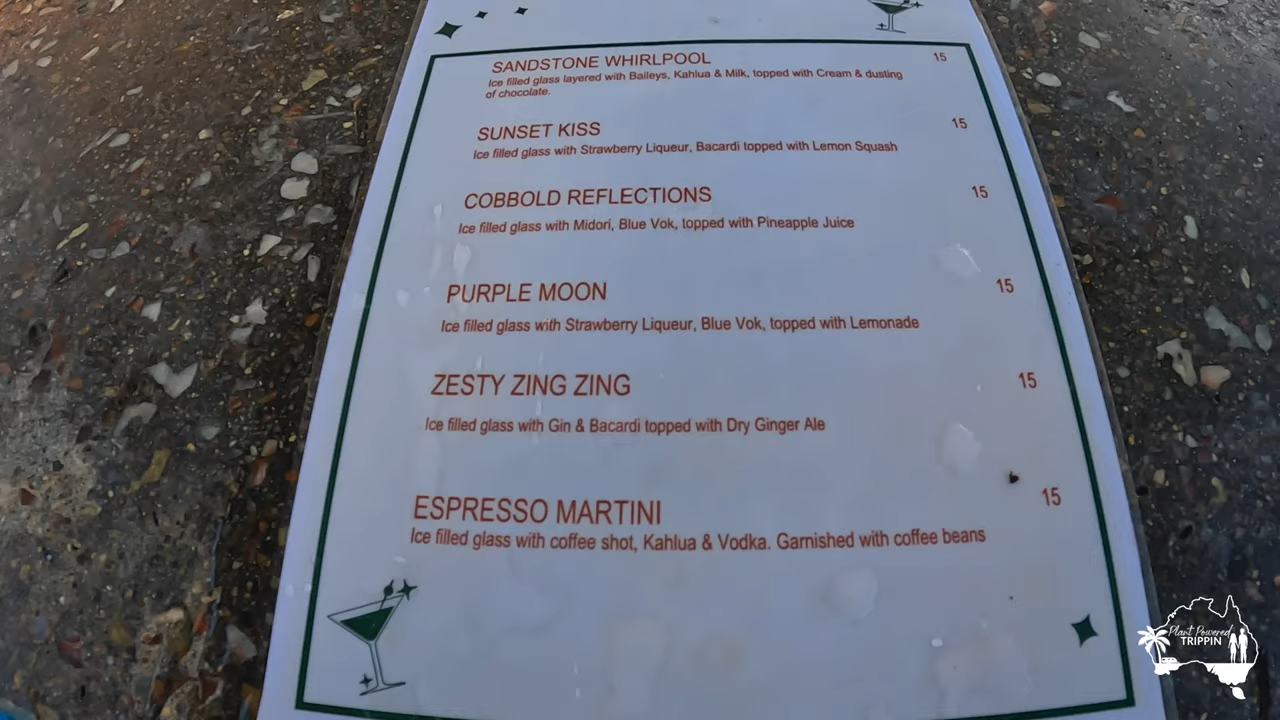 SANDSTONE WHIRLPOOL 15
Ice filled glass layered with Baileys, Kahlua & Milk, topped with Cream & dusting
of chocolate.
SUNSET KISS 15
Ice filled glass with Strawberry Liqueur, Bacardi topped with Lemon Squash
COBBOLD REFLECTIONS 15
Ice filled glass with Midori, Blue Vok, topped with Pineapple Juice
PURPLE MOON 15
Ice filled glass with Strawberry Liqueur, Blue Vok, topped with Lemonade
ZESTY ZING ZING 15
Ice filled glass with Gin & Bacardi topped with Dry Ginger Ale
ESPRESSO MARTINI 15
Ice filled glass with coffee shot, Kahlua & Vodka. Garnished with coffee beans
Plant Powered
TRIPPIN